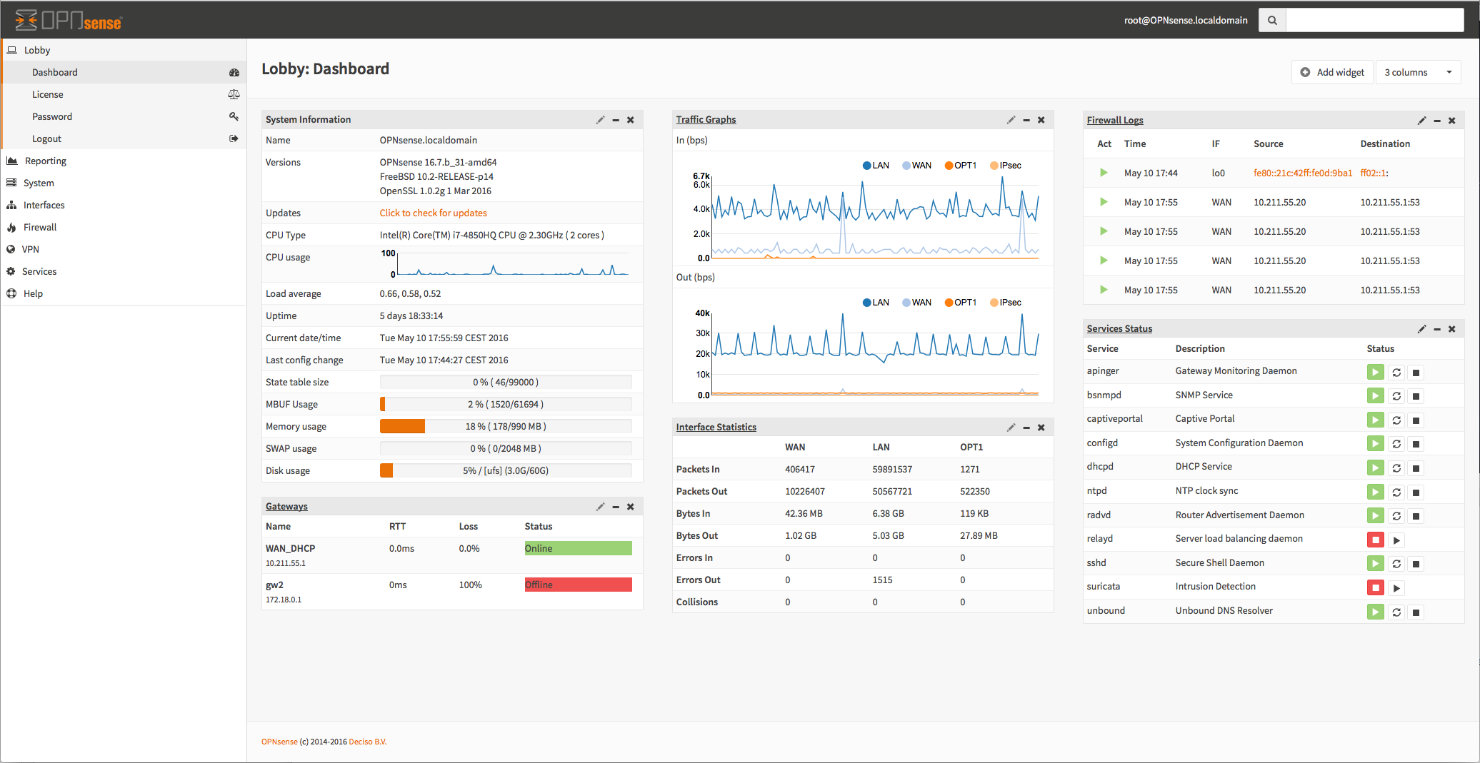 OPNsense
root@OPNsense.localdomain
Lobby
Dashboard
License
Password
Logout
Reporting
System
Interfaces
Firewall
VPN
Services
Help
Lobby: Dashboard
Add widget
3 columns
System Information
Name OPNsense.localdomain
Versions OPNsense 16.7.b_31-amd64
FreeBSD 10.2-RELEASE-p14
OpenSSL 1.0.2g 1 Mar 2016
Updates Click to check for updates
CPU Type Intel(R) Core(TM) i7-4850HQ CPU @ 2.30GHz ( 2 cores )
CPU usage 100
0
Load average 0.66, 0.58, 0.52
Uptime 5 days 18:33:14
Current date/time Tue May 10 17:55:59 CEST 2016
Last config change Tue May 10 17:44:27 CEST 2016
State table size 0 % ( 46/99000 )
MBUF Usage 2 % ( 1520/61694 )
Memory usage 18 % ( 178/990 MB )
SWAP usage 0 % ( 0/2048 MB )
Disk usage 5% / [ufs] (3.0G/60G)
Gateways
Name RTT Loss Status
WAN_DHCP 0.0ms 0.0% Online
10.211.55.1
gw2 0ms 100% Offline
172.18.0.1
Traffic Graphs
In (bps)
LAN WAN OPT1 IPsec
6.7k
6.0k
4.0k
2.0k
0.0
Out (bps)
LAN WAN OPT1 IPsec
40k
30k
20k
10k
0.0
Interface Statistics
WAN LAN OPT1
Packets In 406417 59891537 1271
Packets Out 10226407 50567721 522350
Bytes In 42.36 MB 6.38 GB 119 KB
Bytes Out 1.02 GB 5.03 GB 27.89 MB
Errors In 0 0 0
Errors Out 0 1515 0
Collisions 0 0 0
Firewall Logs
Act Time IF Source Destination
May 10 17:44 lo0 fe80::21c:42ff:fe0d:9ba1 ff02::1:
May 10 17:55 WAN 10.211.55.20 10.211.55.1:53
May 10 17:55 WAN 10.211.55.20 10.211.55.1:53
May 10 17:55 WAN 10.211.55.20 10.211.55.1:53
May 10 17:55 WAN 10.211.55.20 10.211.55.1:53
Services Status
Service Description Status
apinger Gateway Monitoring Daemon
bsnmpd SNMP Service
captiveportal Captive Portal
configd System Configuration Daemon
dhcpd DHCP Service
ntpd NTP clock sync
radvd Router Advertisement Daemon
relayd Server load balancing daemon
sshd Secure Shell Daemon
suricata Intrusion Detection
unbound Unbound DNS Resolver
OPNsense (c) 2014-2016 Deciso B.V.